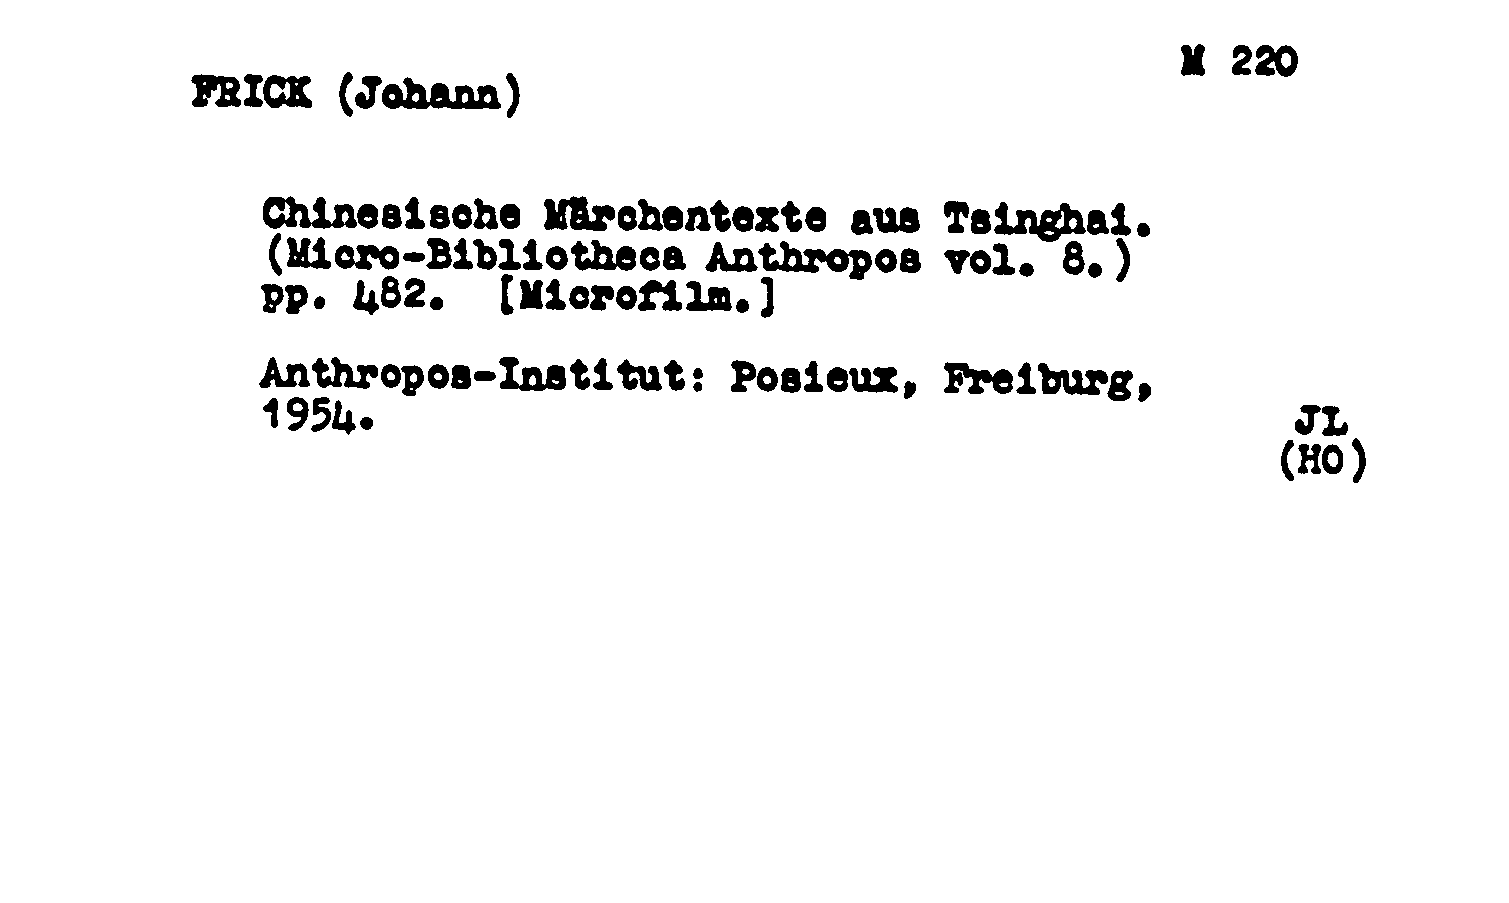 M 220
FRICK (Johann)
Chinesische Märchentexte aus Tsinghai.
(Micro-Bibliotheca Anthropos vol. 8.)
pp. 482. [Microfilm.]
Anthropos-Institut: Posieux, Freiburg,
1954.
JL
(HO)